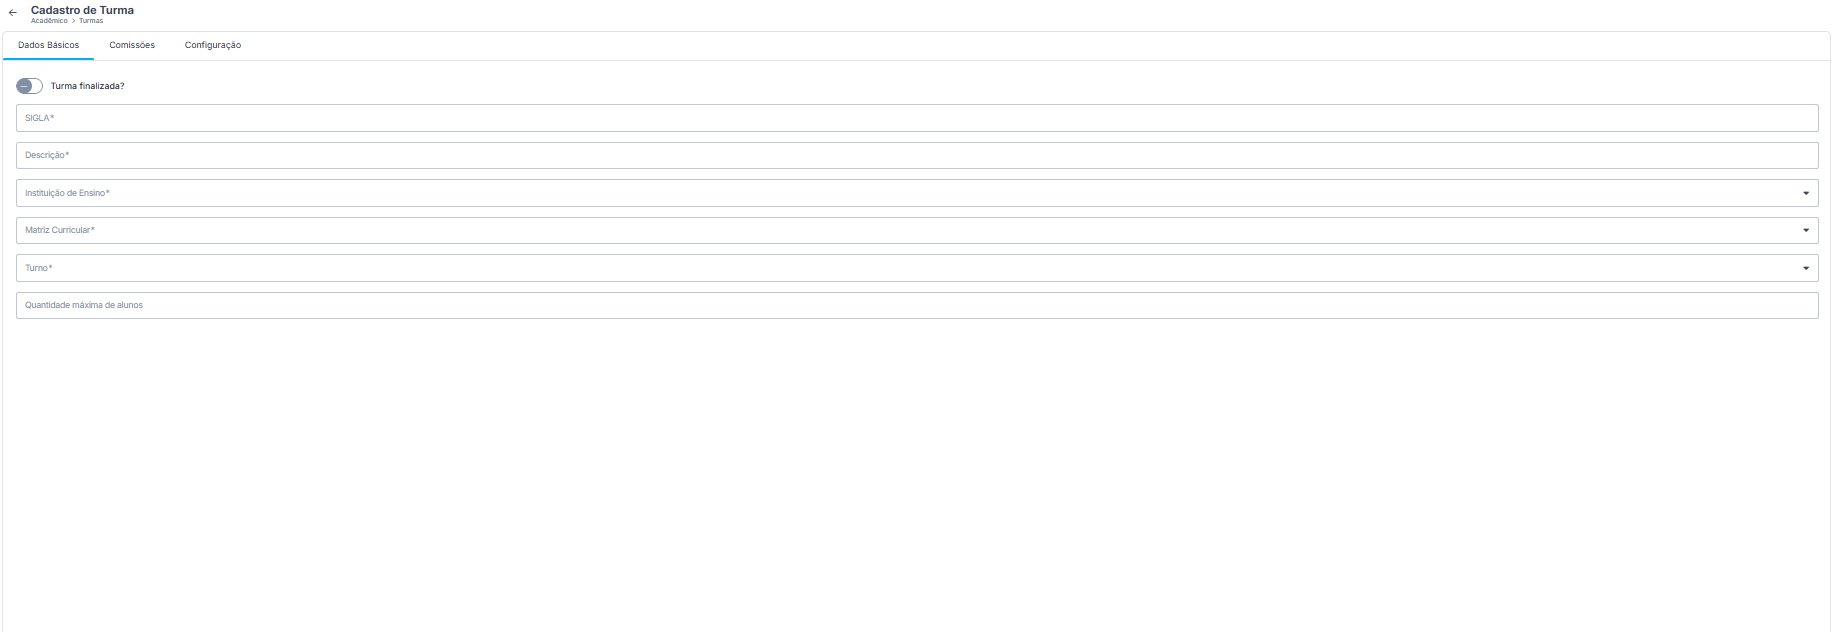 Cadastro de Turma
Acadêmico > Turmas
Dados Básicos Comissões Configuração
Turma finalizada?
SIGLA*
Descrição*
Instituição de Ensino*
Matriz Curricular*
Turno*
Quantidade máxima de alunos